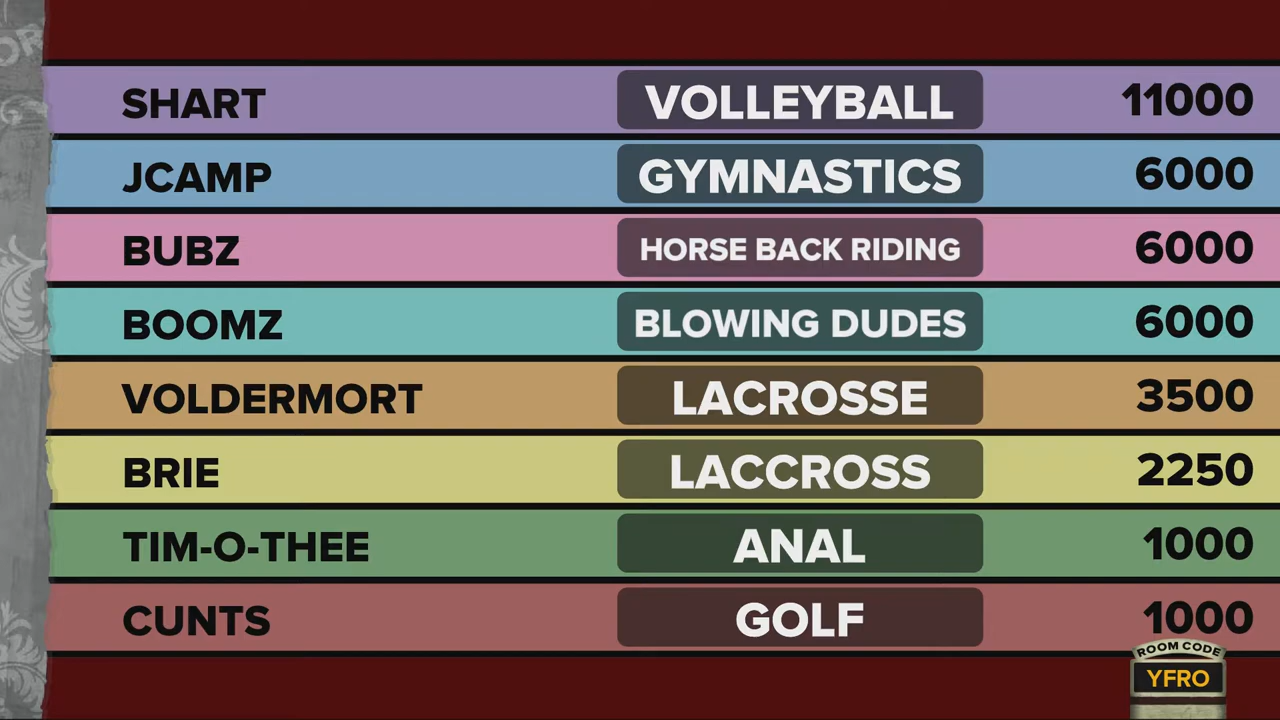 SHART VOLLEYBALL 11000
JCAMP GYMNASTICS 6000
BUBZ HORSE BACK RIDING 6000
BOOMZ BLOWING DUDES 6000
VOLDERMORT LACROSSE 3500
BRIE LACCROSS 2250
TIM-O-THEE ANAL 1000
CUNTS GOLF 1000
ROOM CODE
YFRO